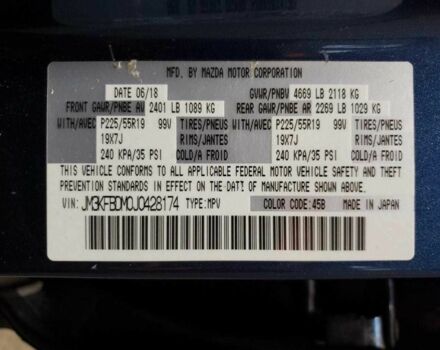 MFD. BY MAZDA MOTOR CORPORATION
DATE 06/18 GVWR/PNBV 4669 LB 2118 KG
FRONT GAWR/PNBE AV 2401 LB 1089 KG REAR GAWR/PNBE AR 2269 LB 1029 KG
WITH/AVEC P225/55R19 99V TIRES/PNEUS WITH/AVEC P225/55R19 99V TIRES/PNEUS
19X7J RIMS/JANTES 19X7J RIMS/JANTES
240 KPA/35 PSI COLD/A FROID 240 KPA/35 PSI COLD/A FROID
THIS VEHICLE CONFORMS TO ALL APPLICABLE FEDERAL MOTOR VEHICLE SAFETY AND THEFT
PREVENTION STANDARDS IN EFFECT ON THE DATE OF MANUFACTURE SHOWN ABOVE.
VIN: JM3KFBDM0J0428174 TYPE:MPV COLOR CODE:45B MADE IN JAPAN